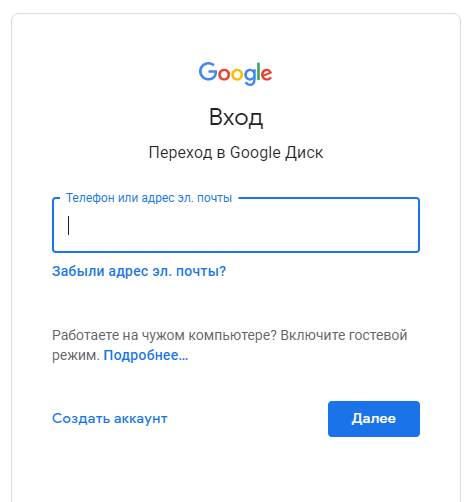 Google
Вход
Переход в Google Диск
Телефон или адрес эл. почты
Забыли адрес эл. почты?
Работаете на чужом компьютере? Включите гостевой
режим. Подробнее...
Создать аккаунт
Далее